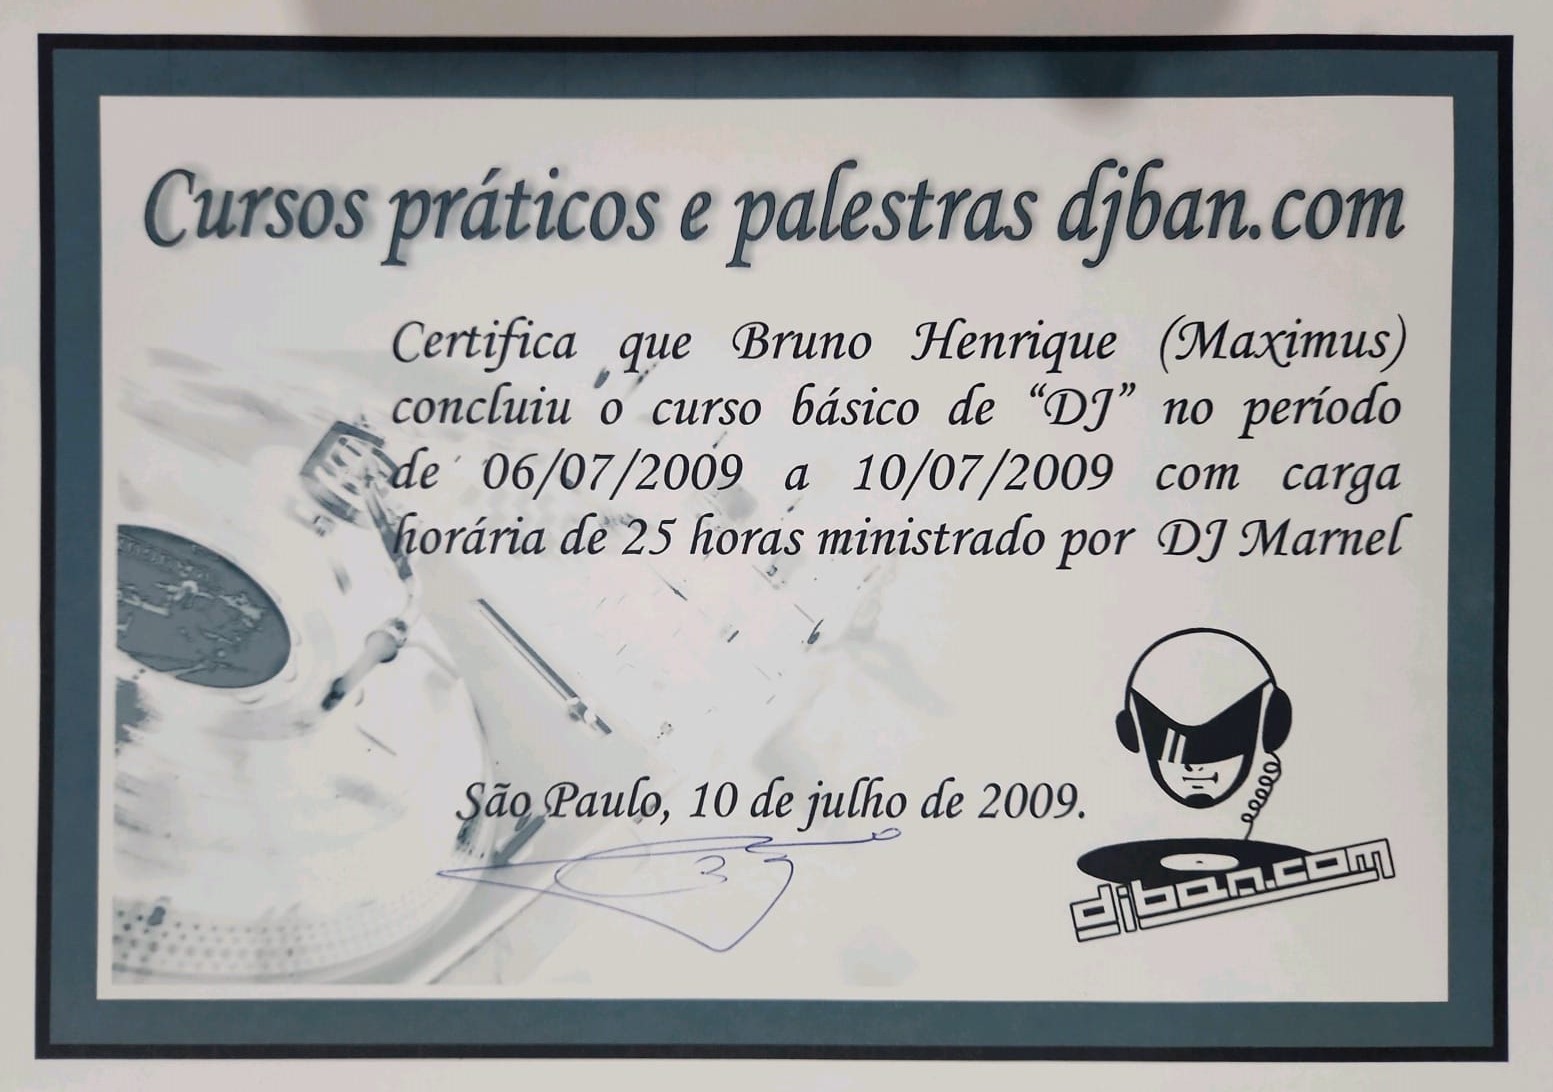 Cursos práticos e palestras djban.com
Certifica que Bruno Henrique (Maximus)
concluiu o curso básico de “DJ” no período
de 06/07/2009 a 10/07/2009 com carga
horária de 25 horas ministrado por DJ Marnel
São Paulo, 10 de julho de 2009.
djban.com